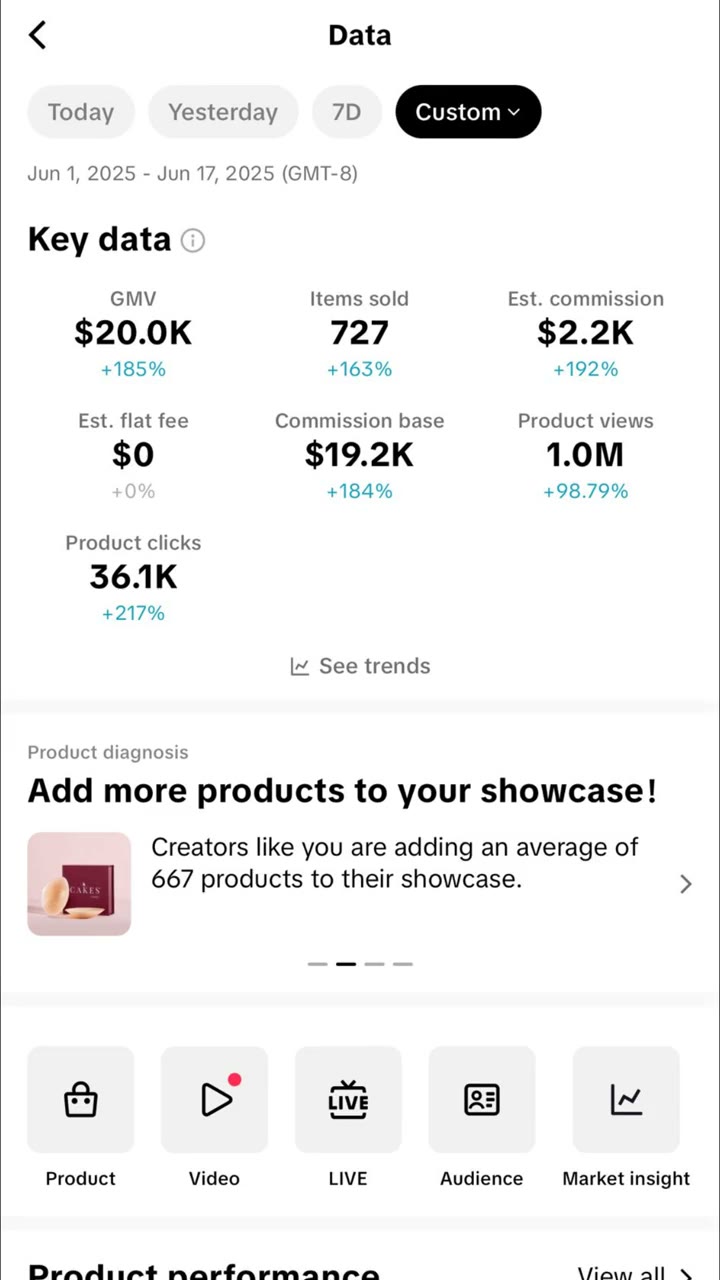 Data
Today Yesterday 7D Custom
Jun 1, 2025 - Jun 17, 2025 (GMT-8)
Key data
GMV Items sold Est. commission
$20.0K 727 $2.2K
+185% +163% +192%
Est. flat fee Commission base Product views
$0 $19.2K 1.0M
+0% +184% +98.79%
Product clicks
36.1K
+217%
See trends
Product diagnosis
Add more products to your showcase!
CAKES
Creators like you are adding an average of
667 products to their showcase.
LIVE
Product Video LIVE Audience Market insight
Product performance View all